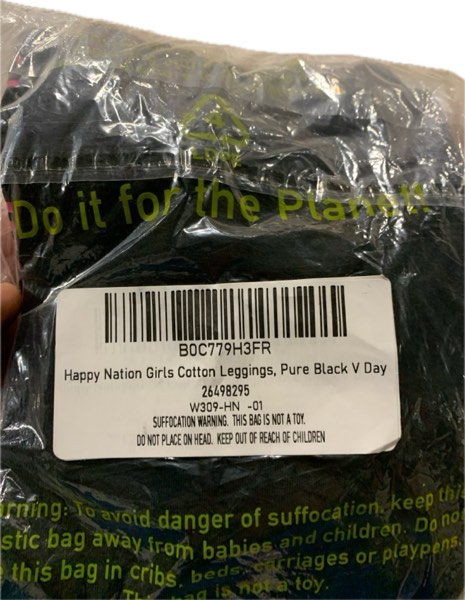 Do it for the Planet!
B0C779H3FR
Happy Nation Girls Cotton Leggings, Pure Black V Day
26498295
W309-HN -01
SUFFOCATION WARNING. THIS BAG IS NOT A TOY.
DO NOT PLACE ON HEAD. KEEP OUT OF REACH OF CHILDREN
rning: To avoid danger of suffocation, keep thi
stic bag away from babies and children. Do no
this bag in cribs, beds, carriages or playpens.
This bag is not a toy.